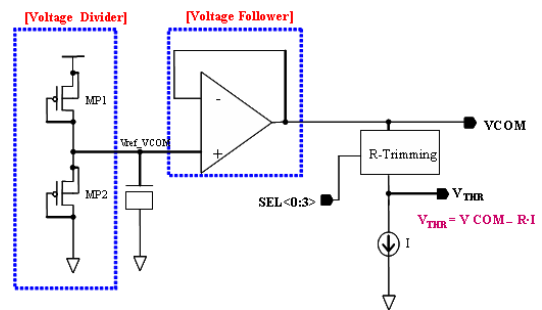 [Voltage Divider]
[Voltage Follower]
MP1
-
Vref_VCOM
+
VCOM
R-Trimming
MP2
SEL<0:3>
VTHR
VTHR = V COM – R·I
I